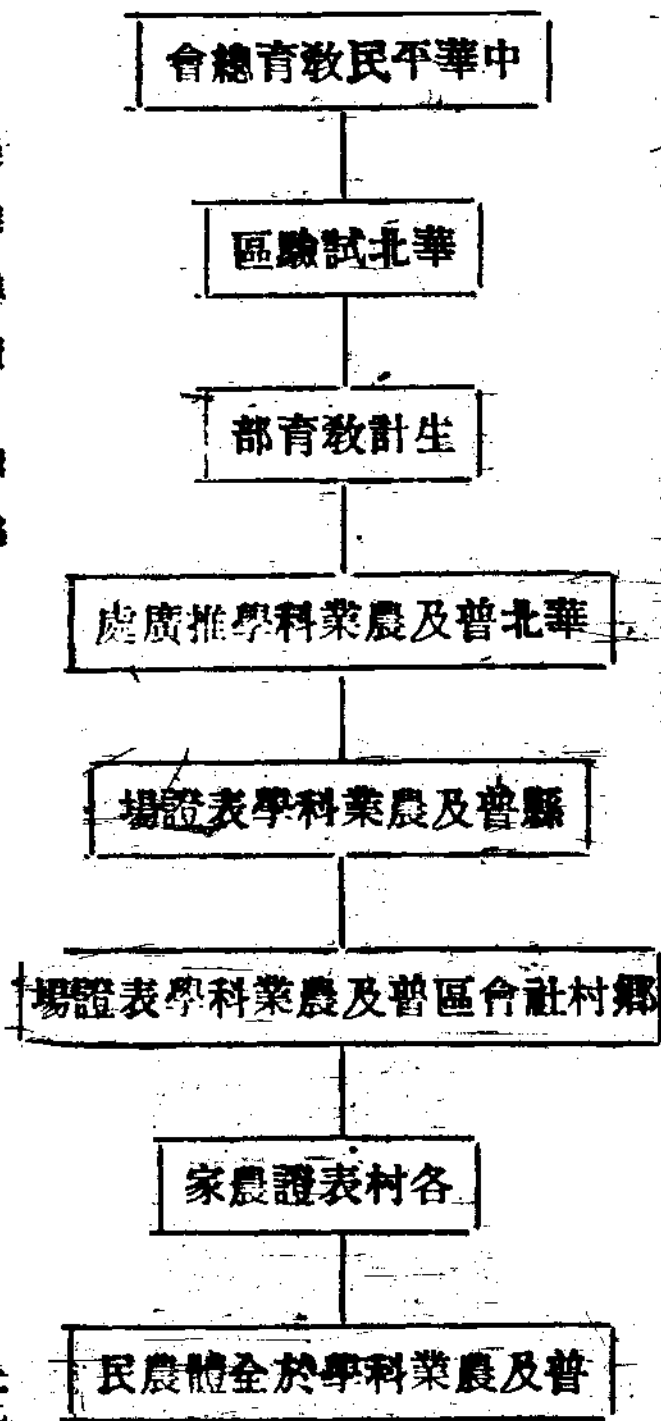 中華平民教育總會
華北試驗區
生計教育部
華北普及農業科學推廣處
縣普及農業科學表證場
鄉村社會區普及農業科學表證場
各村表證農家
普及農業科學於全體農民